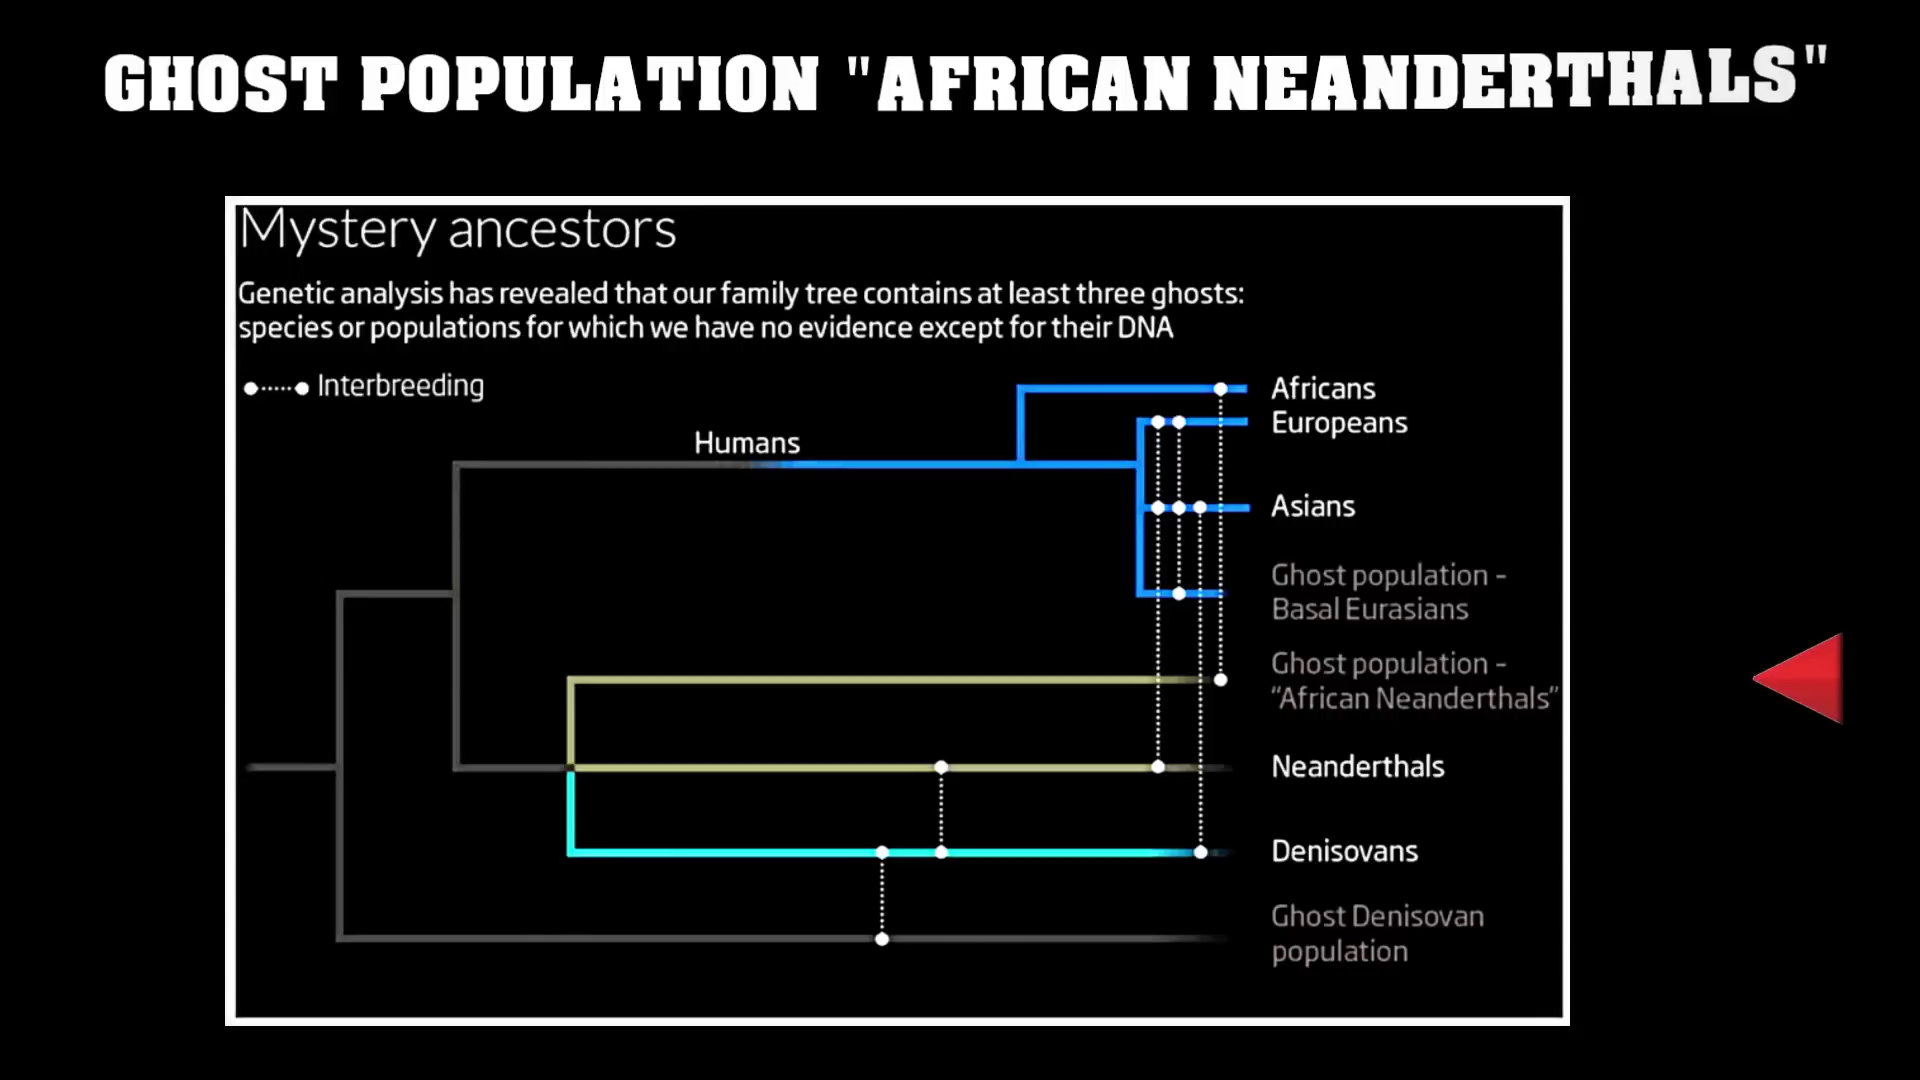 GHOST POPULATION "AFRICAN NEANDERTHALS"
Mystery ancestors
Genetic analysis has revealed that our family tree contains at least three ghosts:
species or populations for which we have no evidence except for their DNA
Interbreeding
Humans
Africans
Europeans
Asians
Ghost population –
Basal Eurasians
Ghost population –
“African Neanderthals”
Neanderthals
Denisovans
Ghost Denisovan
population